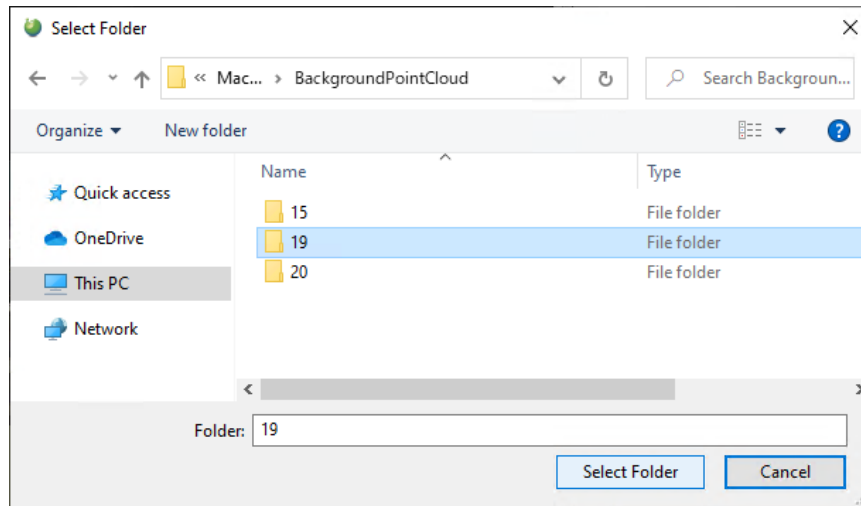 Select Folder
« Mac... › BackgroundPointCloud
Search Backgroun...
Organize
New folder
?
Name
Type
Quick access
OneDrive
This PC
Network
15 File folder
19 File folder
20 File folder
Folder: 19
Select Folder
Cancel